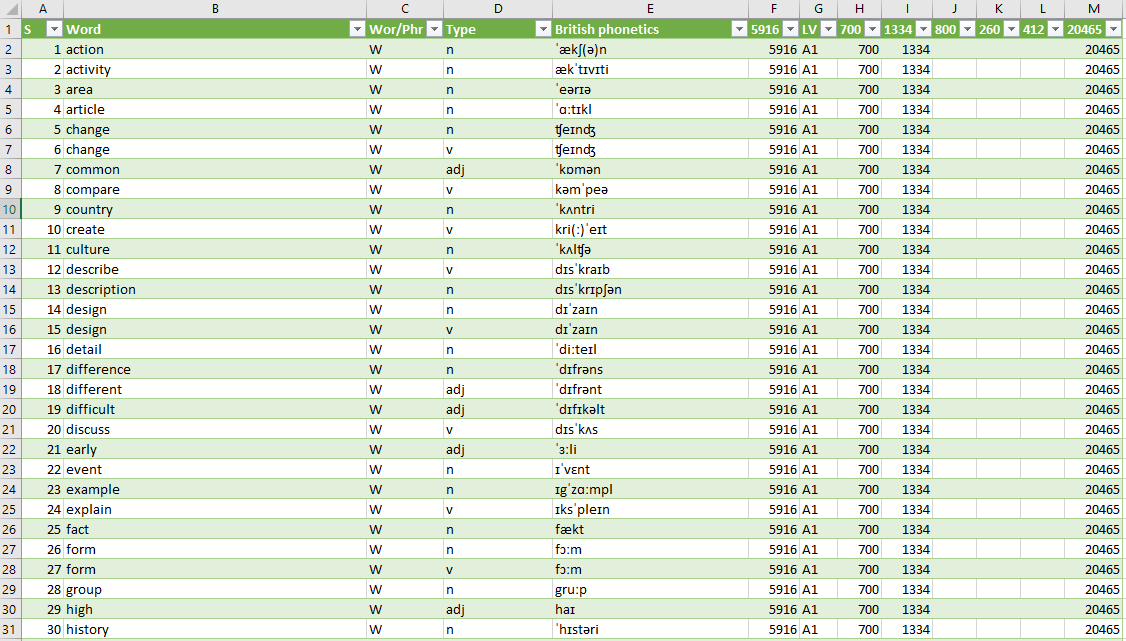 A B C D E F G H I J K L M
1 S Word Wor/Phr Type British phonetics 5916 LV 700 1334 800 260 412 20465
2 1 action W n ˈækʃ(ə)n 5916 A1 700 1334 20465
3 2 activity W n ækˈtɪvɪti 5916 A1 700 1334 20465
4 3 area W n ˈeərɪə 5916 A1 700 1334 20465
5 4 article W n ˈɑːtɪkl 5916 A1 700 1334 20465
6 5 change W n ʧeɪnʤ 5916 A1 700 1334 20465
7 6 change W v ʧeɪnʤ 5916 A1 700 1334 20465
8 7 common W adj ˈkɒmən 5916 A1 700 1334 20465
9 8 compare W v kəmˈpeə 5916 A1 700 1334 20465
10 9 country W n ˈkʌntri 5916 A1 700 1334 20465
11 10 create W v kri(ː)ˈeɪt 5916 A1 700 1334 20465
12 11 culture W n ˈkʌlʧə 5916 A1 700 1334 20465
13 12 describe W v dɪsˈkraɪb 5916 A1 700 1334 20465
14 13 description W n dɪsˈkrɪpʃən 5916 A1 700 1334 20465
15 14 design W n dɪˈzaɪn 5916 A1 700 1334 20465
16 15 design W v dɪˈzaɪn 5916 A1 700 1334 20465
17 16 detail W n ˈdiːteɪl 5916 A1 700 1334 20465
18 17 difference W n ˈdɪfrəns 5916 A1 700 1334 20465
19 18 different W adj ˈdɪfrənt 5916 A1 700 1334 20465
20 19 difficult W adj ˈdɪfɪkəlt 5916 A1 700 1334 20465
21 20 discuss W v dɪsˈkʌs 5916 A1 700 1334 20465
22 21 early W adj ˈɜːli 5916 A1 700 1334 20465
23 22 event W n ɪˈvɛnt 5916 A1 700 1334 20465
24 23 example W n ɪgˈzɑːmpl 5916 A1 700 1334 20465
25 24 explain W v ɪksˈpleɪn 5916 A1 700 1334 20465
26 25 fact W n fækt 5916 A1 700 1334 20465
27 26 form W n fɔːm 5916 A1 700 1334 20465
28 27 form W v fɔːm 5916 A1 700 1334 20465
29 28 group W n gruːp 5916 A1 700 1334 20465
30 29 high W adj haɪ 5916 A1 700 1334 20465
31 30 history W n ˈhɪstəri 5916 A1 700 1334 20465